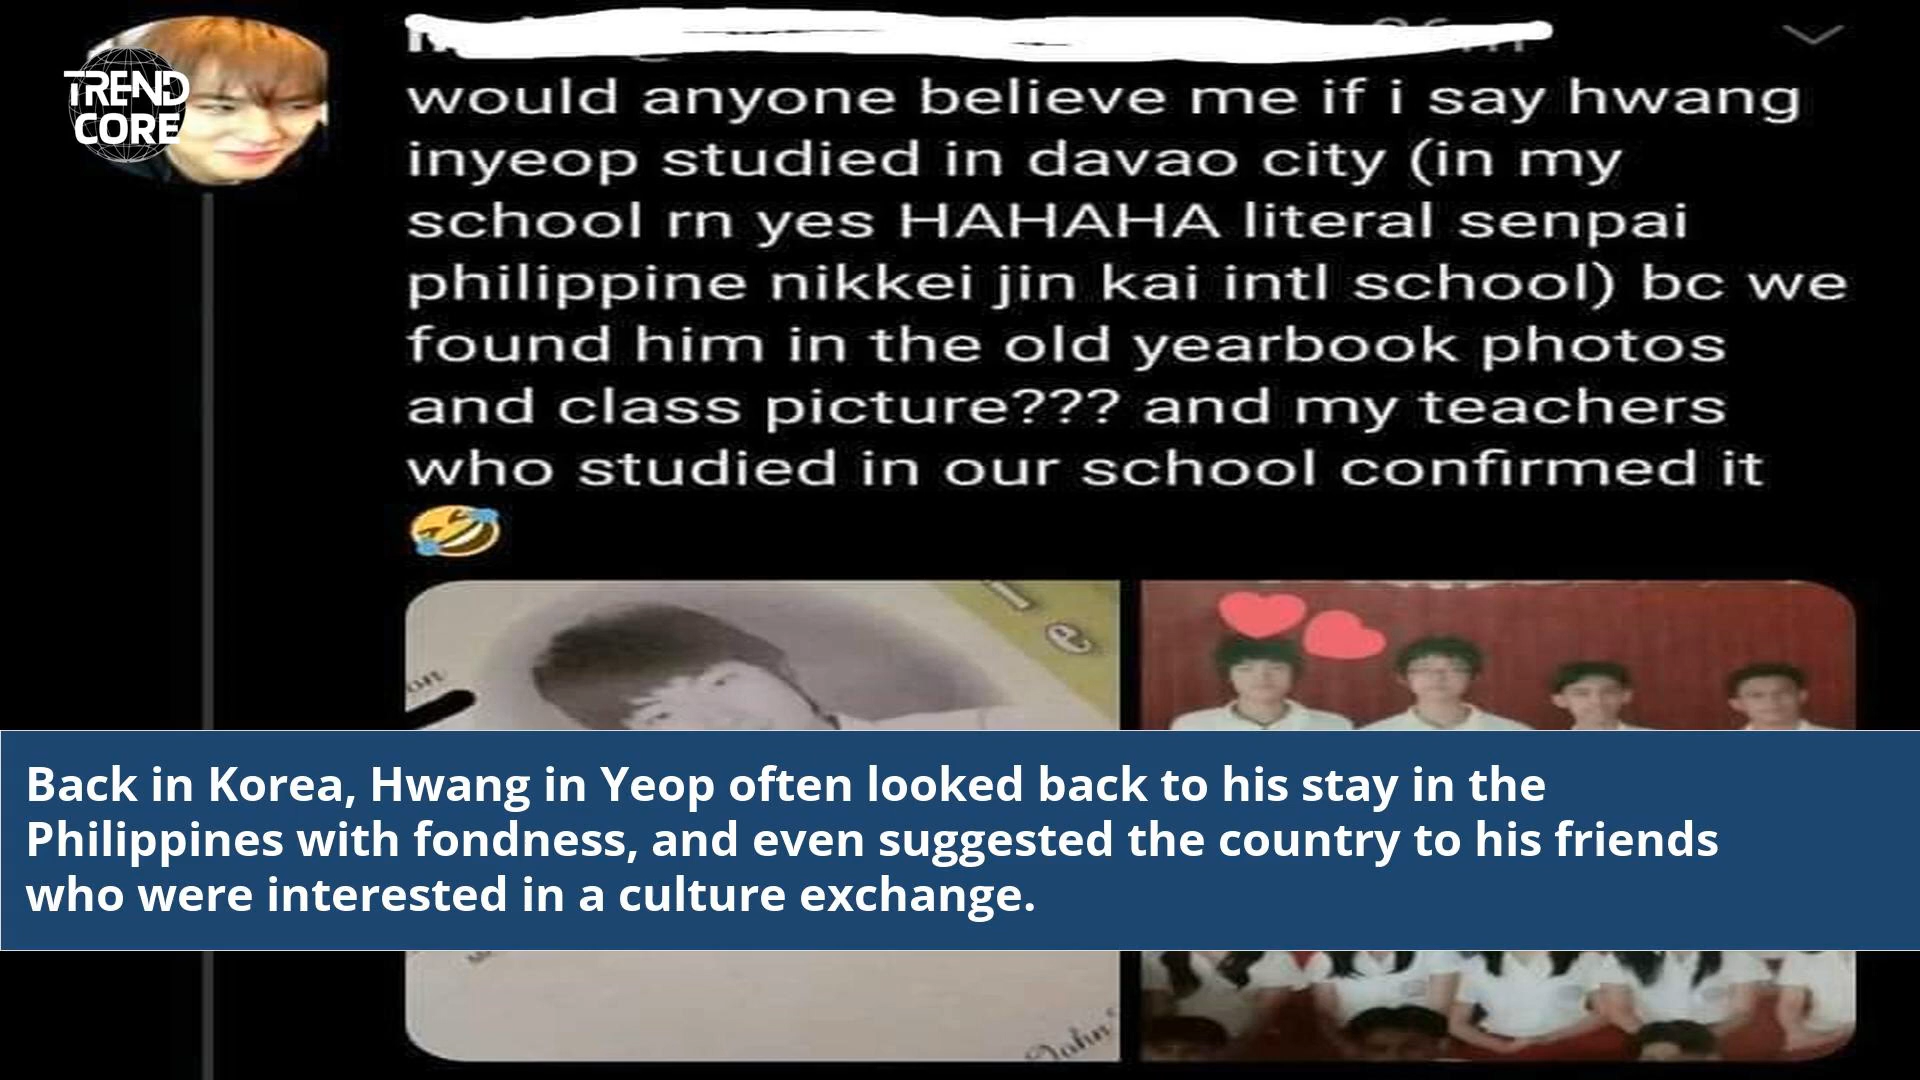 TREND
CORE
would anyone believe me if i say hwang
inyeop studied in davao city (in my
school rn yes HAHAHA literal senpai
philippine nikkei jin kai intl school) bc we
found him in the old yearbook photos
and class picture??? and my teachers
who studied in our school confirmed it
🤣
Back in Korea, Hwang in Yeop often looked back to his stay in the
Philippines with fondness, and even suggested the country to his friends
who were interested in a culture exchange.
John